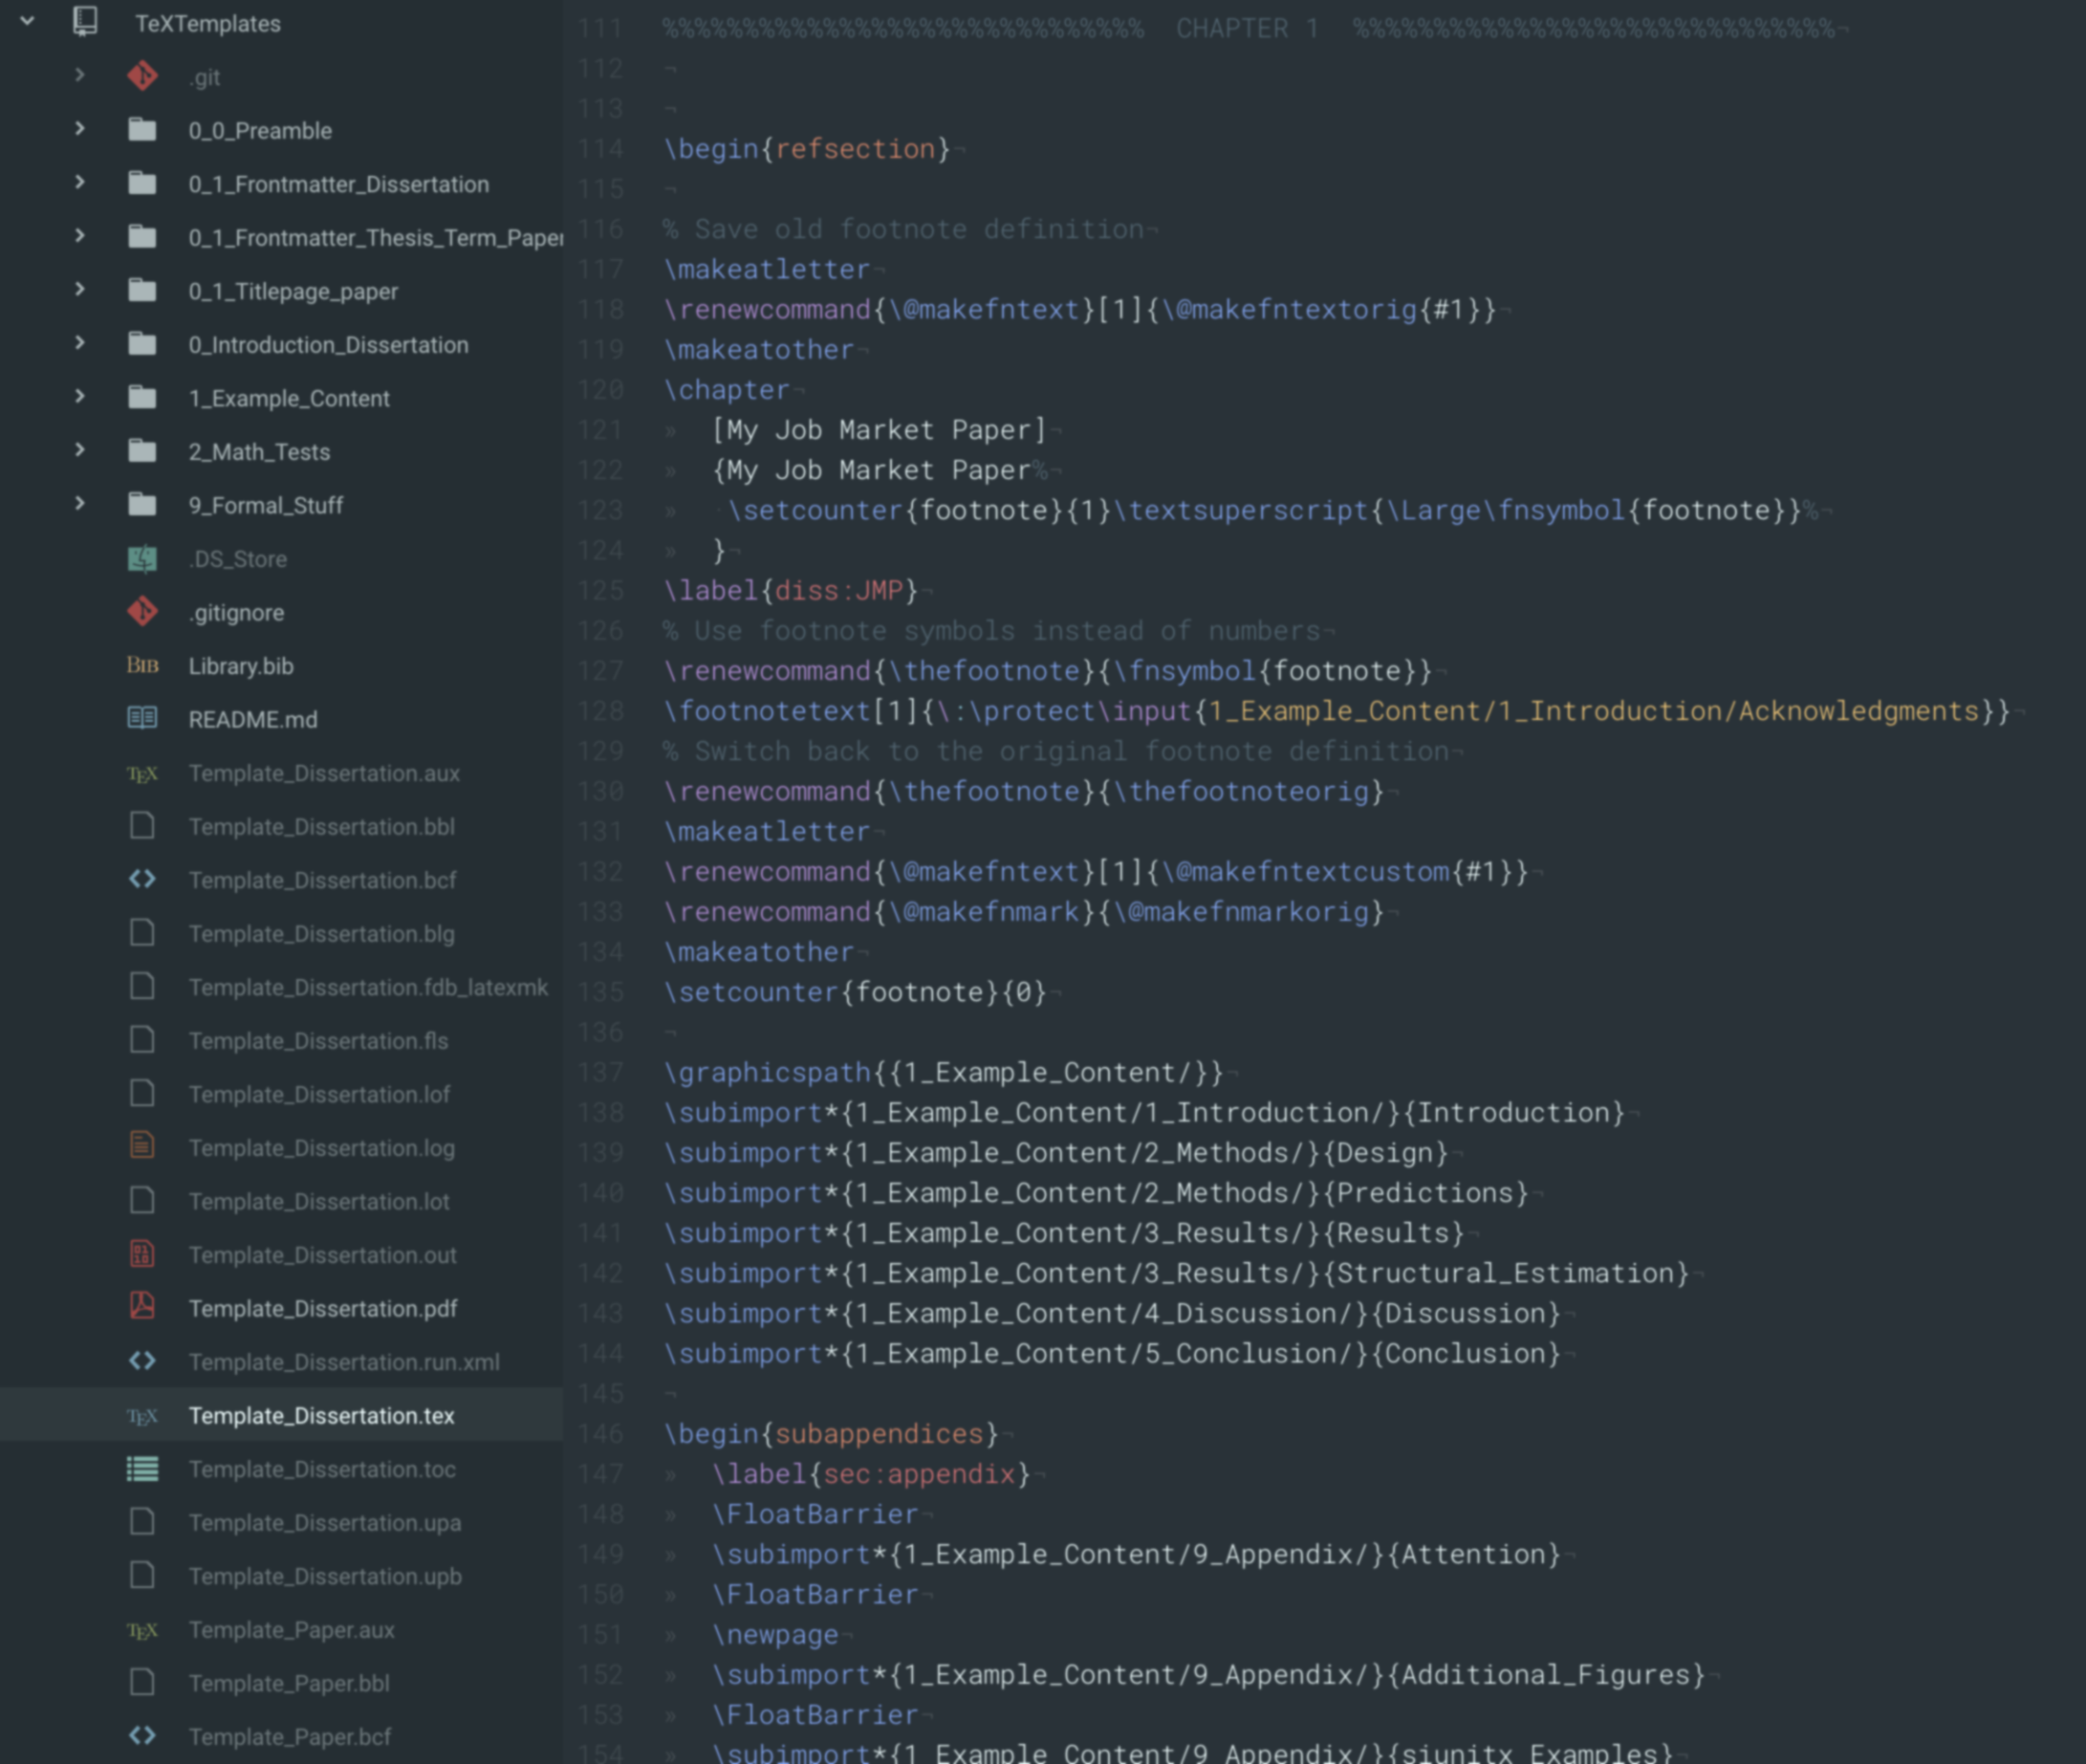 TeXTemplates
.git
0_0_Preamble
0_1_Frontmatter_Dissertation
0_1_Frontmatter_Thesis_Term_Paper
0_1_Titlepage_paper
0_Introduction_Dissertation
1_Example_Content
2_Math_Tests
9_Formal_Stuff
.DS_Store
.gitignore
BIB Library.bib
README.md
TEX Template_Dissertation.aux
Template_Dissertation.bbl
Template_Dissertation.bcf
Template_Dissertation.blg
Template_Dissertation.fdb_latexmk
Template_Dissertation.fls
Template_Dissertation.lof
Template_Dissertation.log
Template_Dissertation.lot
Template_Dissertation.out
Template_Dissertation.pdf
Template_Dissertation.run.xml
TEX Template_Dissertation.tex
Template_Dissertation.toc
Template_Dissertation.upa
Template_Dissertation.upb
TEX Template_Paper.aux
Template_Paper.bbl
Template_Paper.bcf
111 %%%%%%%%%%%%%%%%%%%%%%%%%%%%%% CHAPTER 1 %%%%%%%%%%%%%%%%%%%%%%%%%%%%%%¬
112 ¬
113 ¬
114 \begin{refsection}¬
115 ¬
116 % Save old footnote definition¬
117 \makeatletter¬
118 \renewcommand{\@makefntext}[1]{\@makefntextorig{#1}}¬
119 \makeatother¬
120 \chapter¬
121 » [My Job Market Paper]¬
122 » {My Job Market Paper%¬
123 » ·\setcounter{footnote}{1}\textsuperscript{\Large\fnsymbol{footnote}}%¬
124 » }¬
125 \label{diss:JMP}¬
126 % Use footnote symbols instead of numbers¬
127 \renewcommand{\thefootnote}{\fnsymbol{footnote}}¬
128 \footnotetext[1]{\:\protect\input{1_Example_Content/1_Introduction/Acknowledgments}}¬
129 % Switch back to the original footnote definition¬
130 \renewcommand{\thefootnote}{\thefootnoteorig}¬
131 \makeatletter¬
132 \renewcommand{\@makefntext}[1]{\@makefntextcustom{#1}}¬
133 \renewcommand{\@makefnmark}{\@makefnmarkorig}¬
134 \makeatother¬
135 \setcounter{footnote}{0}¬
136 ¬
137 \graphicspath{{1_Example_Content/}}¬
138 \subimport*{1_Example_Content/1_Introduction/}{Introduction}¬
139 \subimport*{1_Example_Content/2_Methods/}{Design}¬
140 \subimport*{1_Example_Content/2_Methods/}{Predictions}¬
141 \subimport*{1_Example_Content/3_Results/}{Results}¬
142 \subimport*{1_Example_Content/3_Results/}{Structural_Estimation}¬
143 \subimport*{1_Example_Content/4_Discussion/}{Discussion}¬
144 \subimport*{1_Example_Content/5_Conclusion/}{Conclusion}¬
145 ¬
146 \begin{subappendices}¬
147 » \label{sec:appendix}¬
148 » \FloatBarrier¬
149 » \subimport*{1_Example_Content/9_Appendix/}{Attention}¬
150 » \FloatBarrier¬
151 » \newpage¬
152 » \subimport*{1_Example_Content/9_Appendix/}{Additional_Figures}¬
153 » \FloatBarrier¬
154 » \subimport*{1_Example_Content/9_Appendix/}{siunitx_Examples}¬